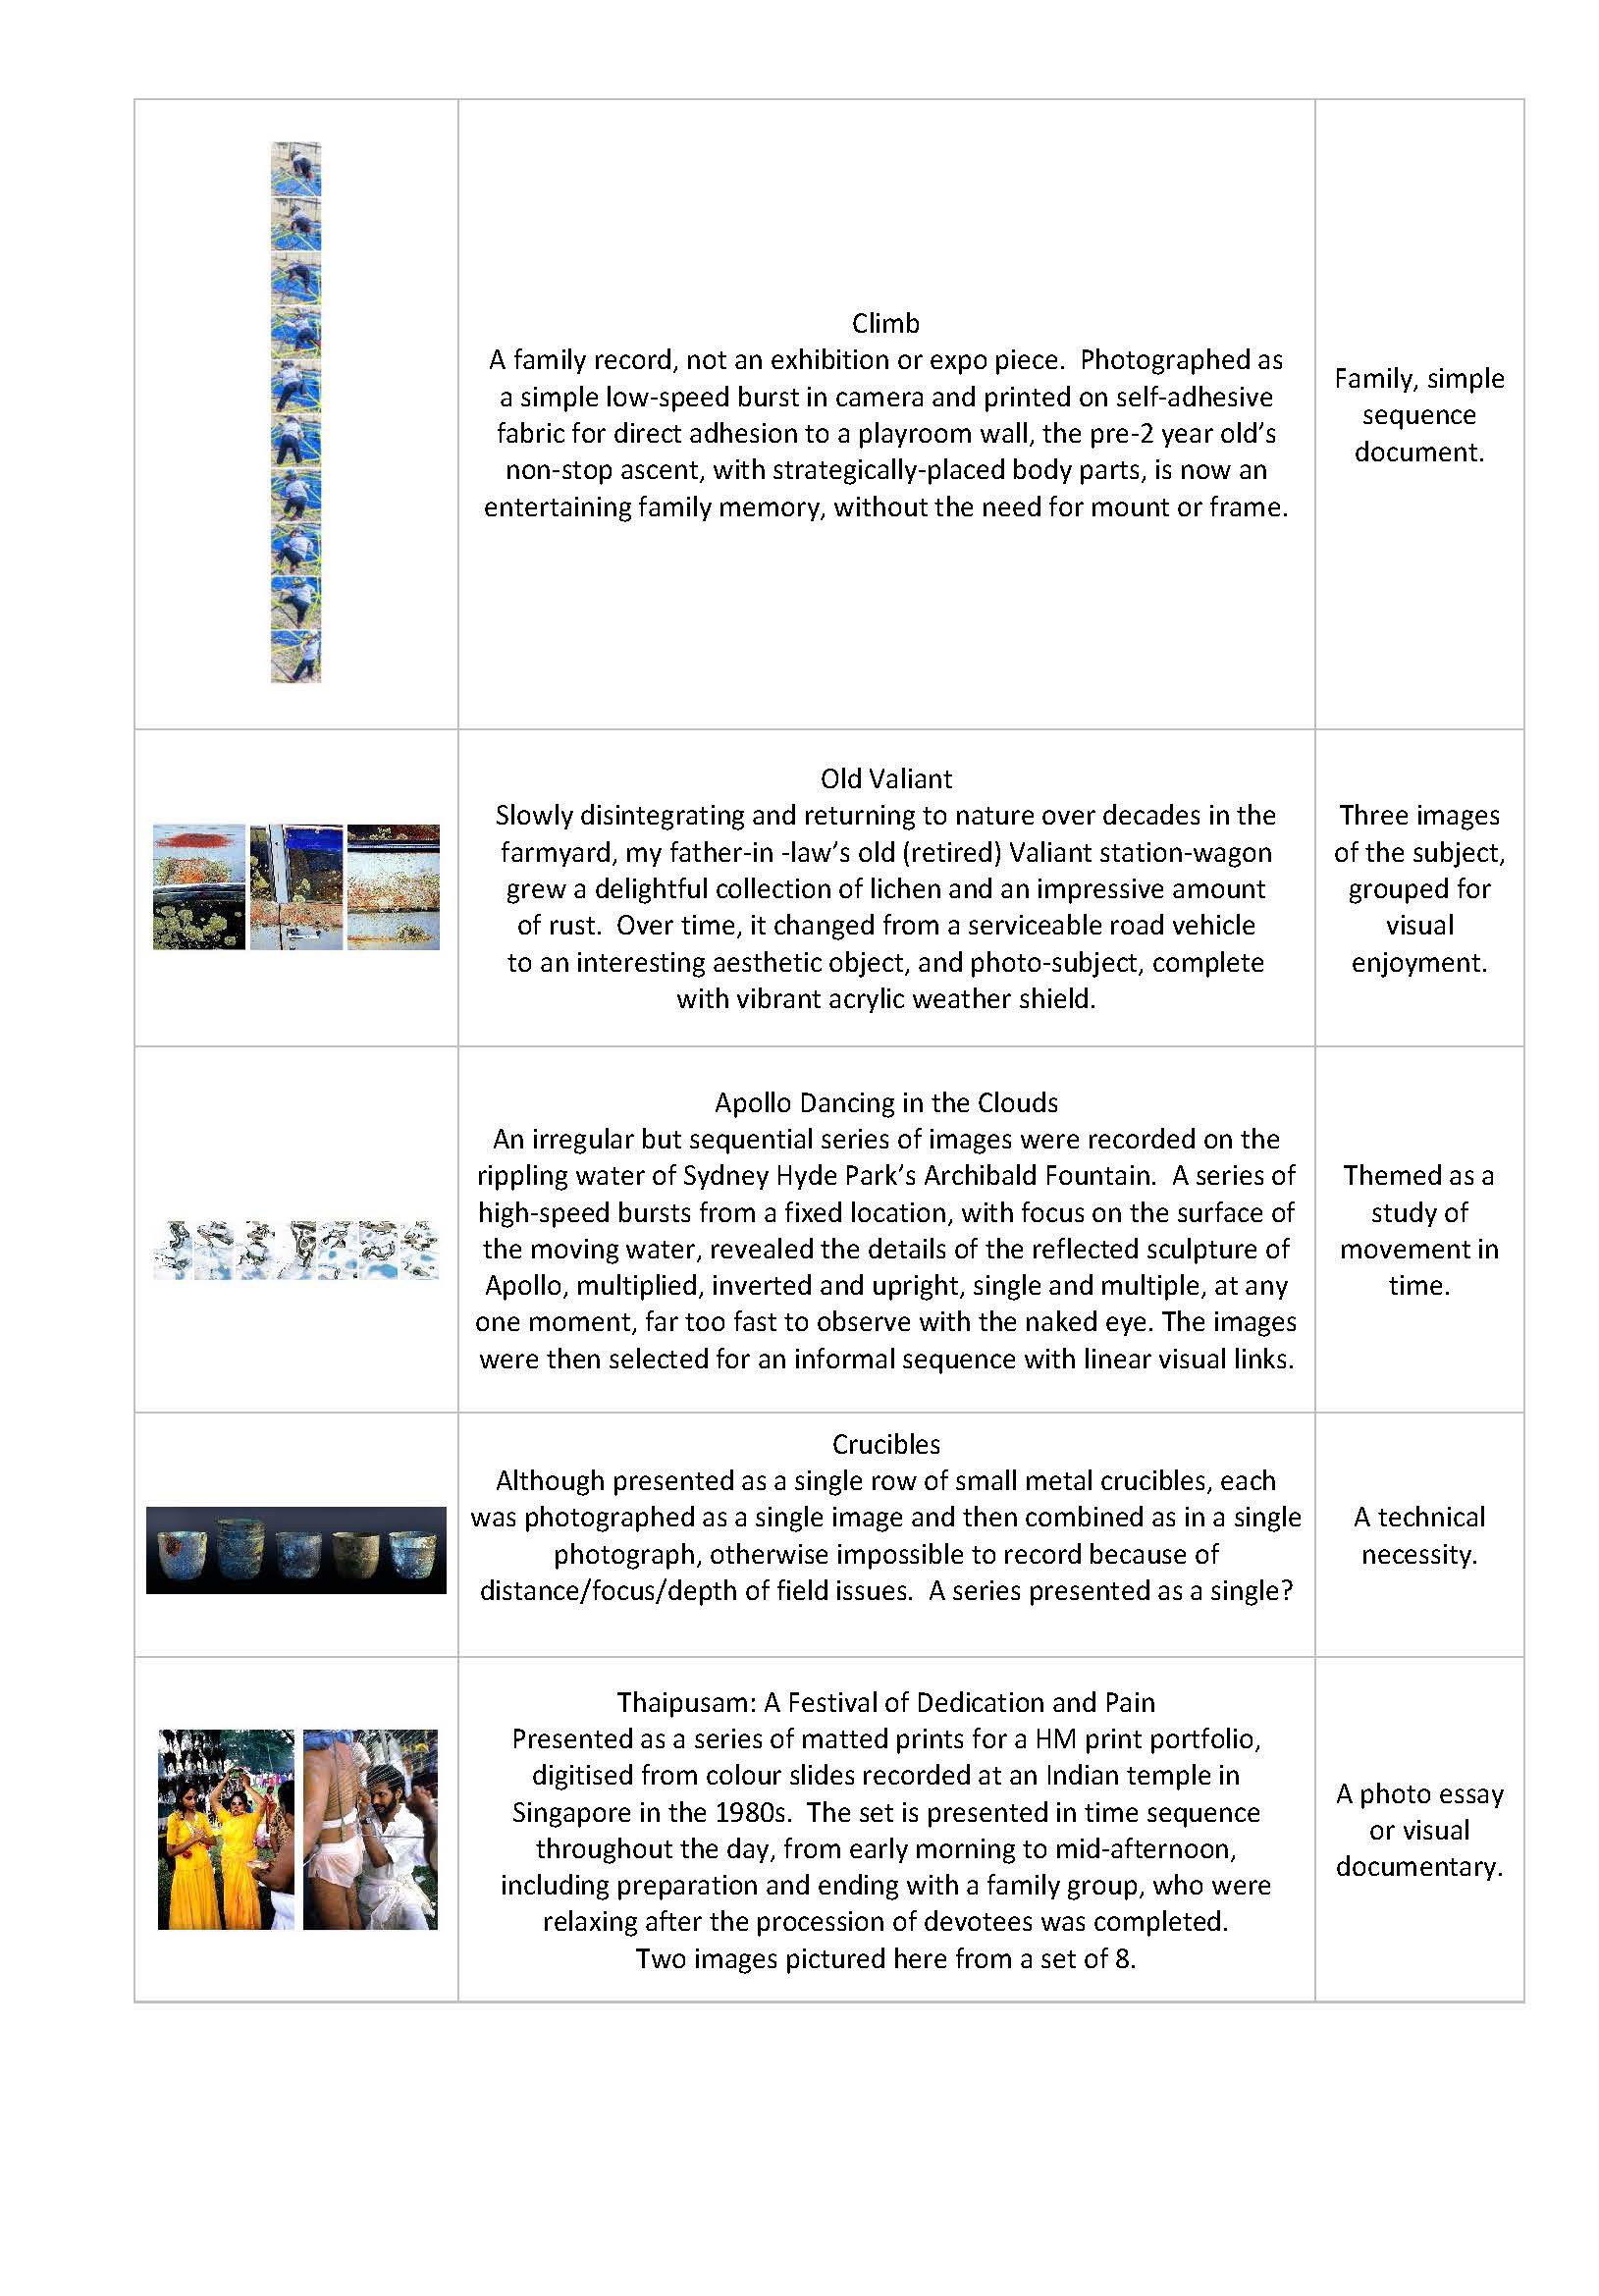 Climb
A family record, not an exhibition or expo piece.  Photographed as
a simple low-speed burst in camera and printed on self-adhesive
fabric for direct adhesion to a playroom wall, the pre-2 year old’s
non-stop ascent, with strategically-placed body parts, is now an
entertaining family memory, without the need for mount or frame.
Family, simple
sequence
document.
Old Valiant
Slowly disintegrating and returning to nature over decades in the
farmyard, my father-in -law’s old (retired) Valiant station-wagon
grew a delightful collection of lichen and an impressive amount
of rust.  Over time, it changed from a serviceable road vehicle
to an interesting aesthetic object, and photo-subject, complete
with vibrant acrylic weather shield.
Three images
of the subject,
grouped for
visual
enjoyment.
Apollo Dancing in the Clouds
An irregular but sequential series of images were recorded on the
rippling water of Sydney Hyde Park’s Archibald Fountain.  A series of
high-speed bursts from a fixed location, with focus on the surface of
the moving water, revealed the details of the reflected sculpture of
Apollo, multiplied, inverted and upright, single and multiple, at any
one moment, far too fast to observe with the naked eye. The images
were then selected for an informal sequence with linear visual links.
Themed as a
study of
movement in
time.
Crucibles
Although presented as a single row of small metal crucibles, each
was photographed as a single image and then combined as in a single
photograph, otherwise impossible to record because of
distance/focus/depth of field issues.  A series presented as a single?
A technical
necessity.
Thaipusam: A Festival of Dedication and Pain
Presented as a series of matted prints for a HM print portfolio,
digitised from colour slides recorded at an Indian temple in
Singapore in the 1980s.  The set is presented in time sequence
throughout the day, from early morning to mid-afternoon,
including preparation and ending with a family group, who were
relaxing after the procession of devotees was completed.
Two images pictured here from a set of 8.
A photo essay
or visual
documentary.